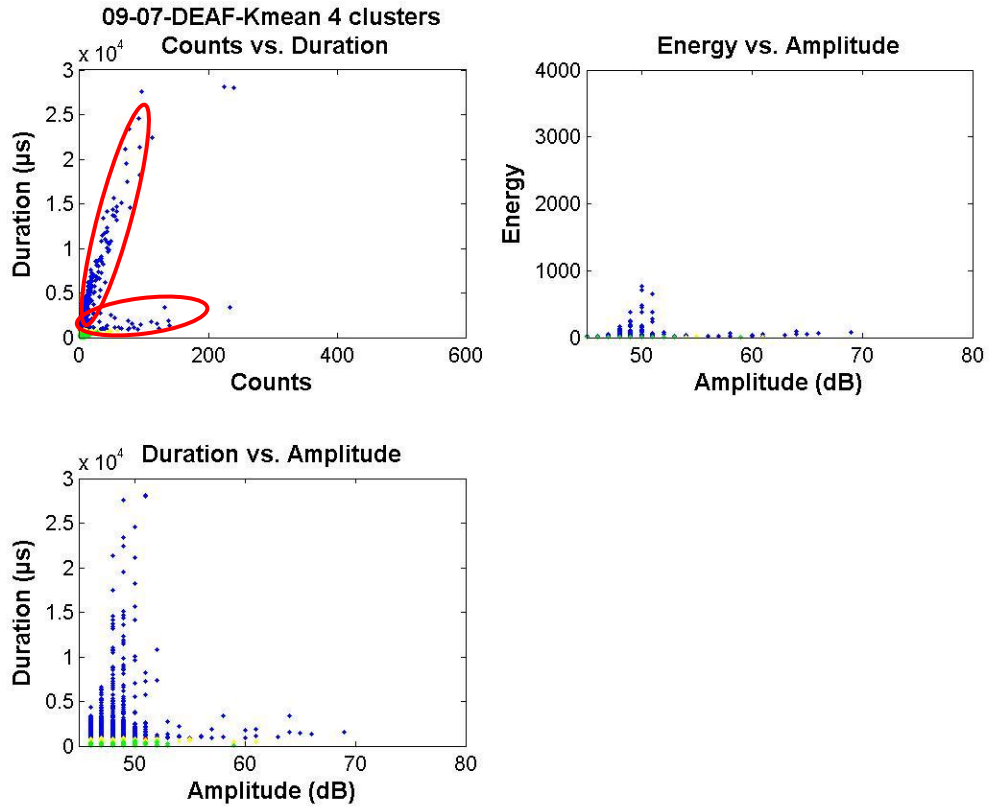 09-07-DEAF-Kmean 4 clusters
Counts vs. Duration
x 10^4
3
2.5
2
1.5
1
0.5
0
0 200 400 600
Duration (µs)
Counts
Energy vs. Amplitude
4000
3000
2000
1000
0
50 60 70 80
Energy
Amplitude (dB)
Duration vs. Amplitude
x 10^4
3
2.5
2
1.5
1
0.5
0
50 60 70 80
Duration (µs)
Amplitude (dB)